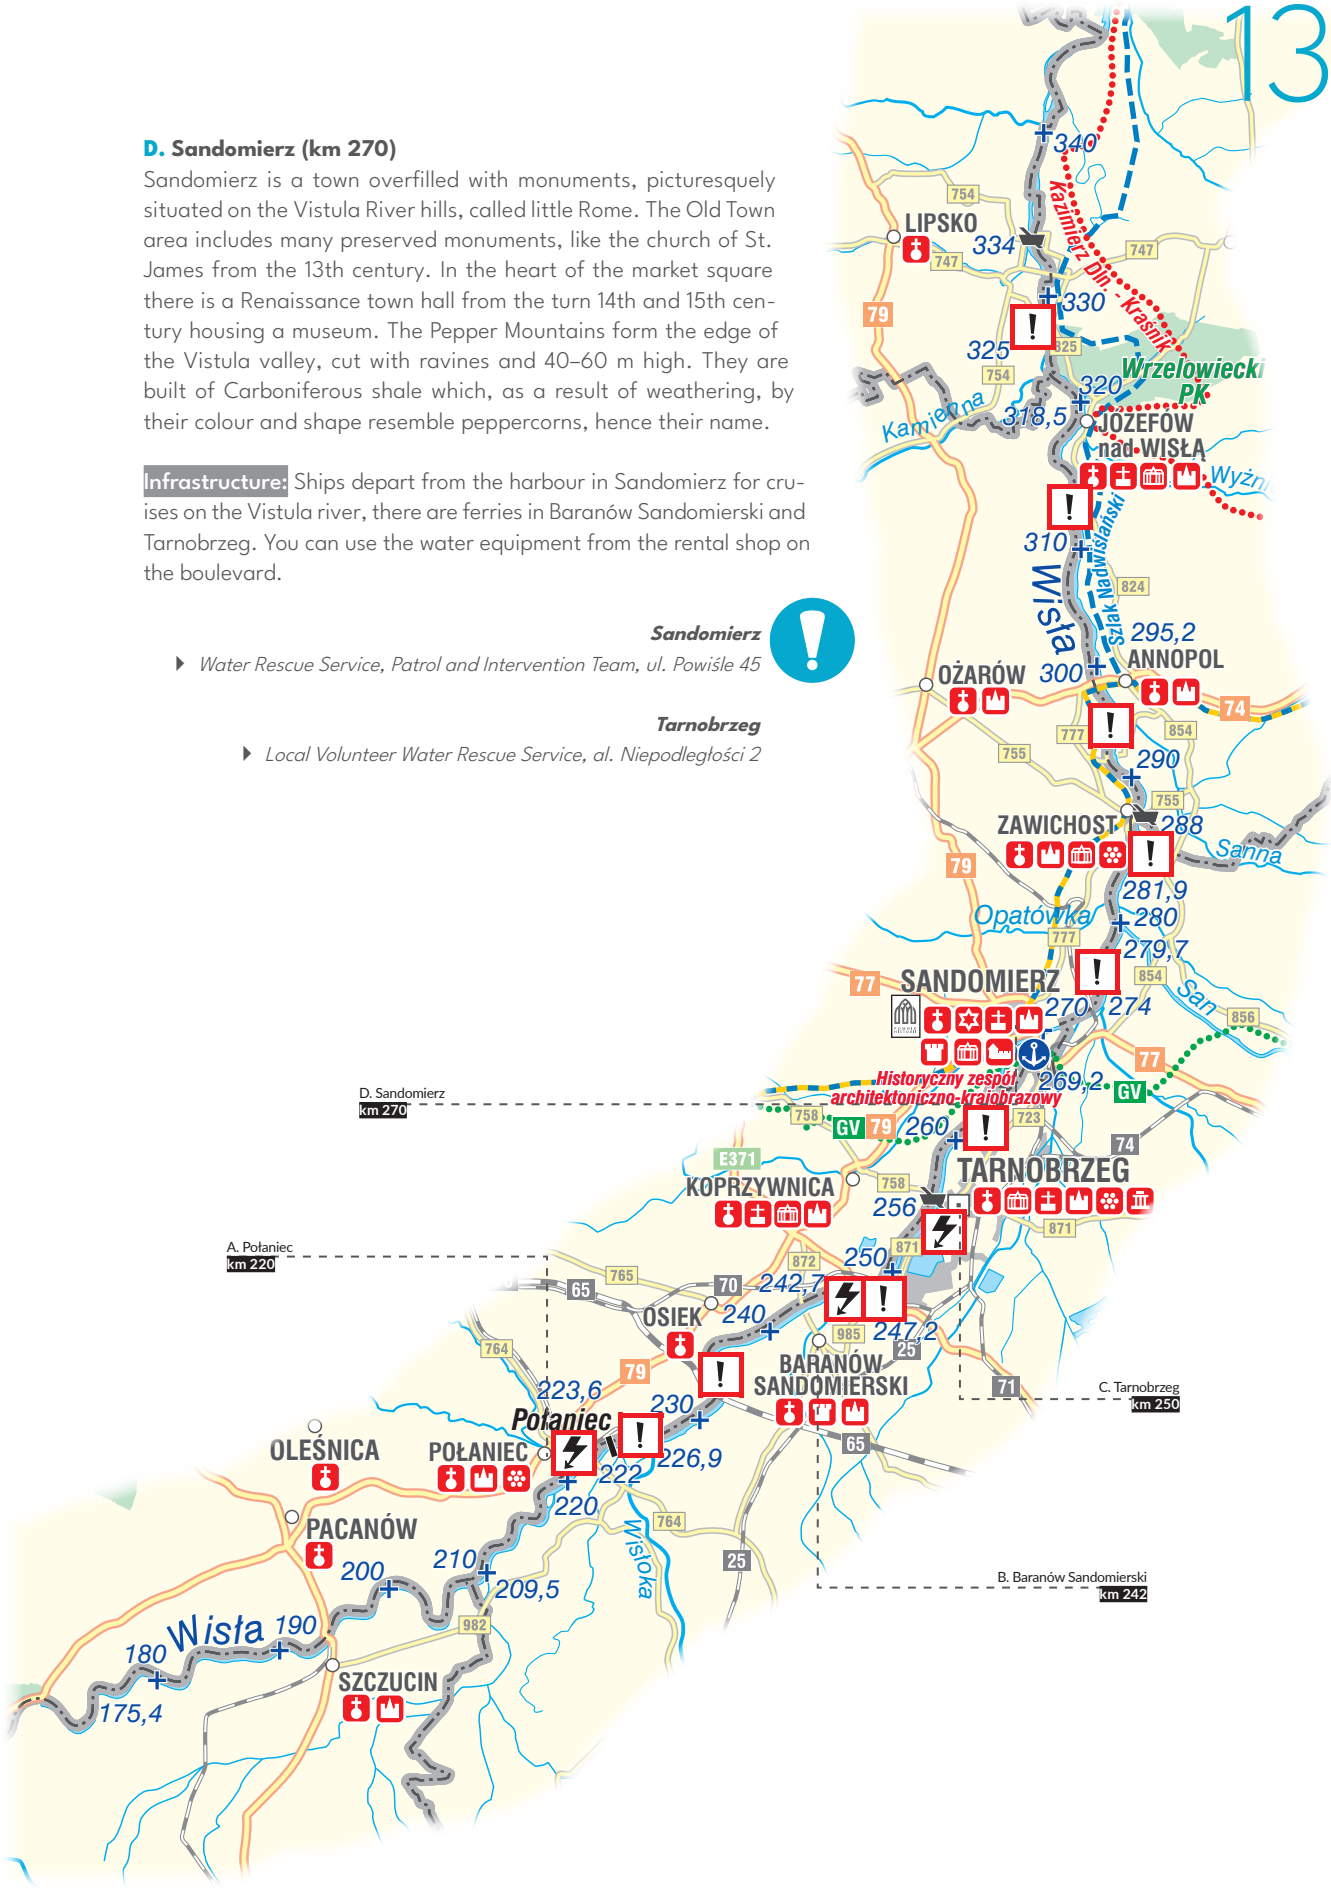 13
D. Sandomierz (km 270)
Sandomierz is a town overfilled with monuments, picturesquely
situated on the Vistula River hills, called little Rome. The Old Town
area includes many preserved monuments, like the church of St.
James from the 13th century. In the heart of the market square
there is a Renaissance town hall from the turn 14th and 15th cen-
tury housing a museum. The Pepper Mountains form the edge of
the Vistula valley, cut with ravines and 40–60 m high. They are
built of Carboniferous shale which, as a result of weathering, by
their colour and shape resemble peppercorns, hence their name.
Infrastructure: Ships depart from the harbour in Sandomierz for cru-
ises on the Vistula river, there are ferries in Baranów Sandomierski and
Tarnobrzeg. You can use the water equipment from the rental shop on
the boulevard.
Sandomierz
Water Rescue Service, Patrol and Intervention Team, ul. Powiśle 45
Tarnobrzeg
Local Volunteer Water Rescue Service, al. Niepodległości 2
340
Kazimierz Dln. - Kraśnik
754
LIPSKO
334
747
747
330
79
325
825
754
Wrzelowiecki
PK
320
Kamienna
318,5
JÓZEFÓW
nad WISŁĄ
310
Szlak Nadwiślański
Wisła
824
295,2
ANNOPOL
OŻARÓW
300
74
777
854
755
290
755
ZAWICHOST
288
Sanna
79
281,9
Opatówka
280
777
279,7
854
San
77
SANDOMIERZ
270
274
856
77
Historyczny zespół
architektoniczno-krajobrazowy
269,2
GV
D. Sandomierz
km 270
758
GV
79
260
723
74
E371
TARNOBRZEG
KOPRZYWNICA
758
256
871
A. Połaniec
km 220
871
250
872
765
65
70
242,7
OSIEK
240
985
247,2
25
764
79
BARANÓW
SANDOMIERSKI
71
C. Tarnobrzeg
km 250
223,6
230
Połaniec
OLEŚNICA
POŁANIEC
65
226,9
222
220
764
PACANÓW
Wisłoka
25
210
200
209,5
B. Baranów Sandomierski
km 242
982
Wisła
190
180
SZCZUCIN
175,4